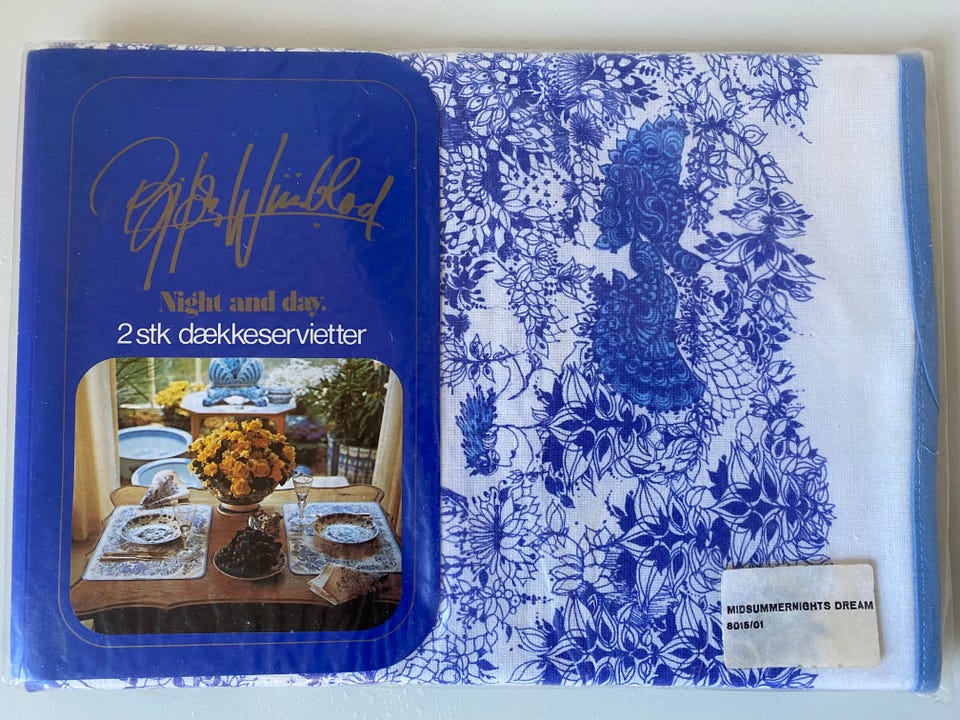 Bjørn Wiinblad
Night and day.
2 stk dækkeservietter
MIDSUMMERNIGHTS DREAM
8015/01